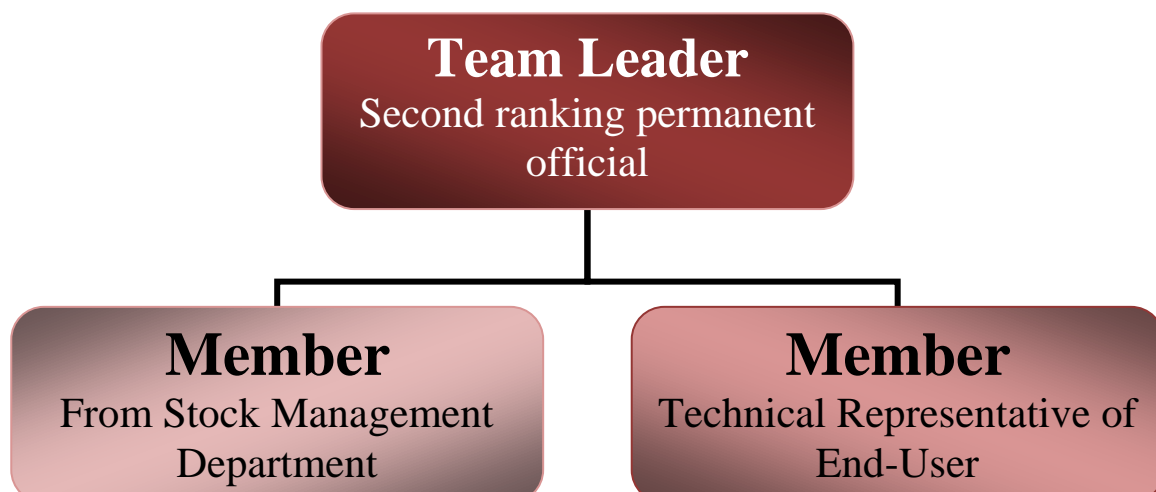 Team Leader
Second ranking permanent
official
Member
From Stock Management
Department
Member
Technical Representative of
End-User